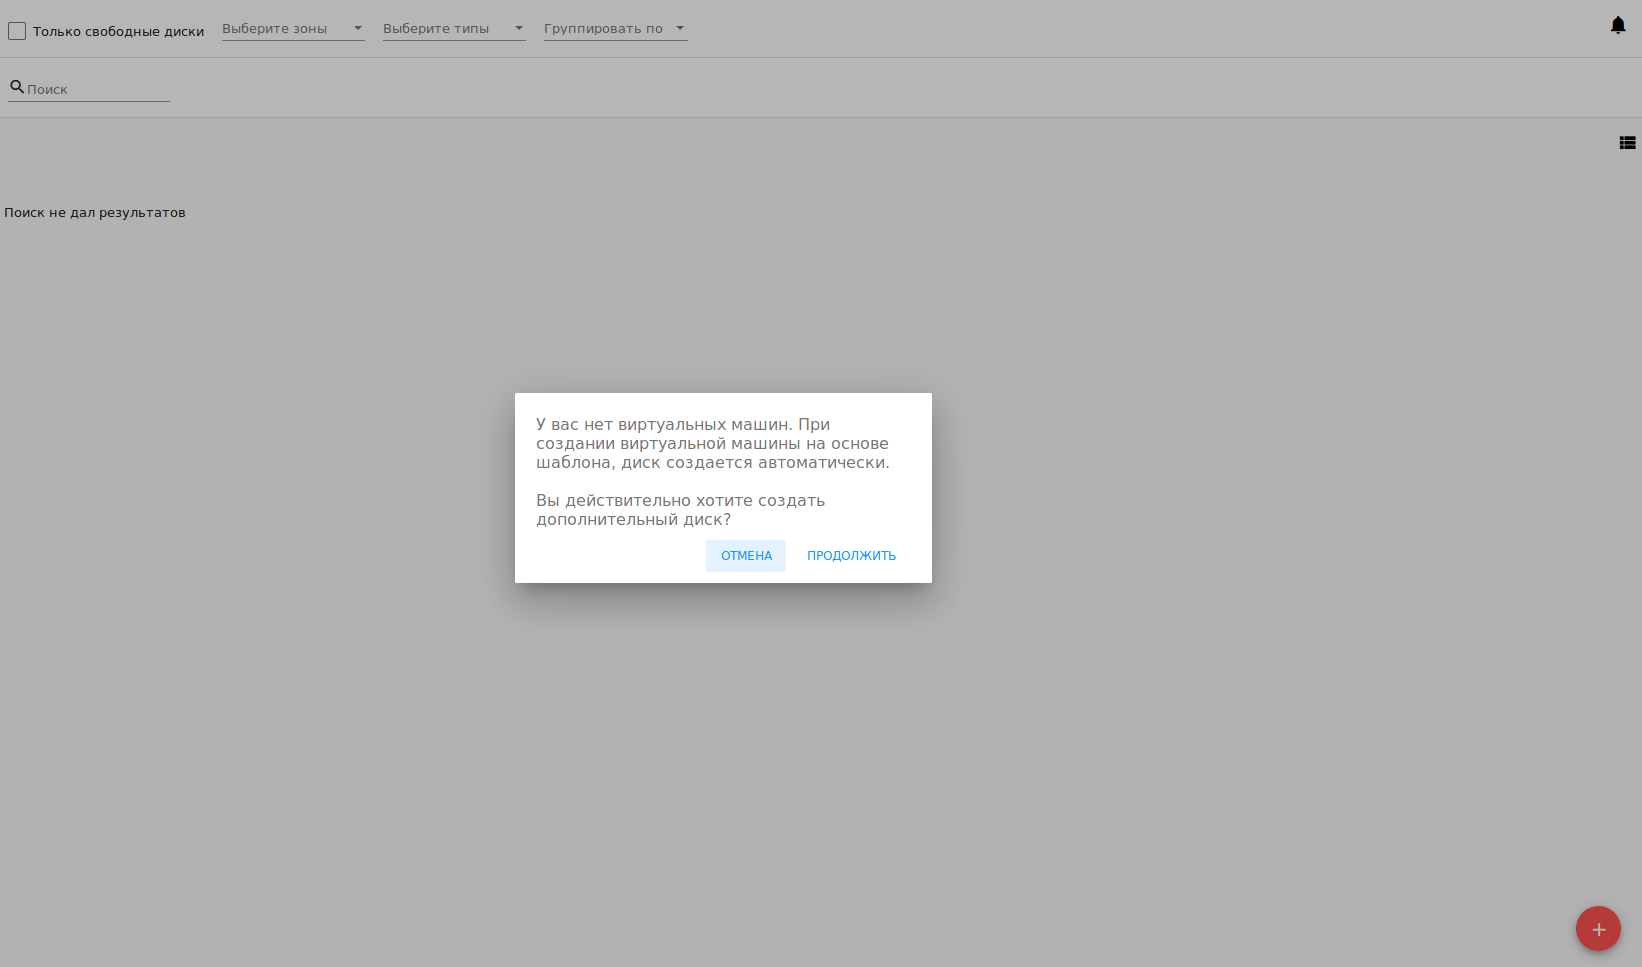 Только свободные диски
Выберите зоны
Выберите типы
Группировать по
Поиск
Поиск не дал результатов
У вас нет виртуальных машин. При
создании виртуальной машины на основе
шаблона, диск создается автоматически.
Вы действительно хотите создать
дополнительный диск?
ОТМЕНА
ПРОДОЛЖИТЬ